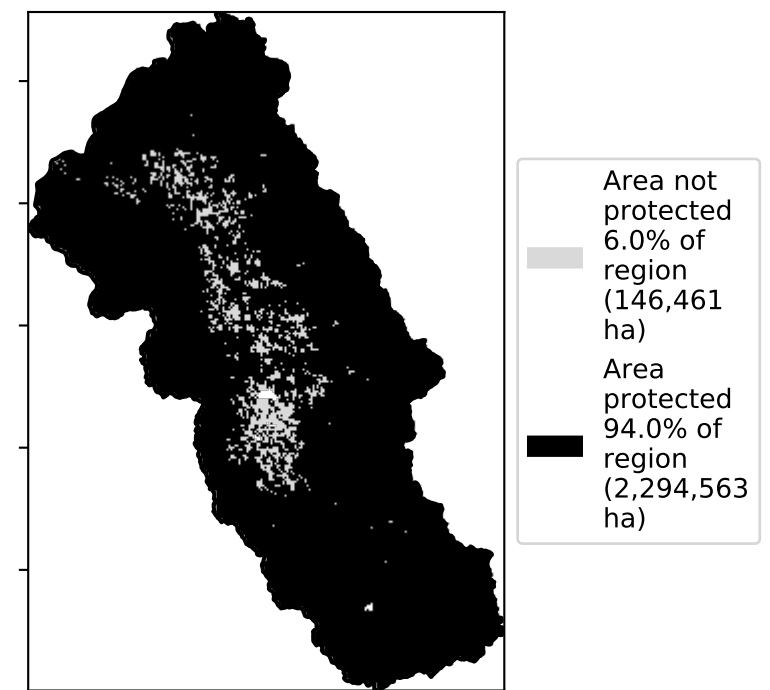 Area not
protected
6.0% of
region
(146,461
ha)
Area
protected
94.0% of
region
(2,294,563
ha)